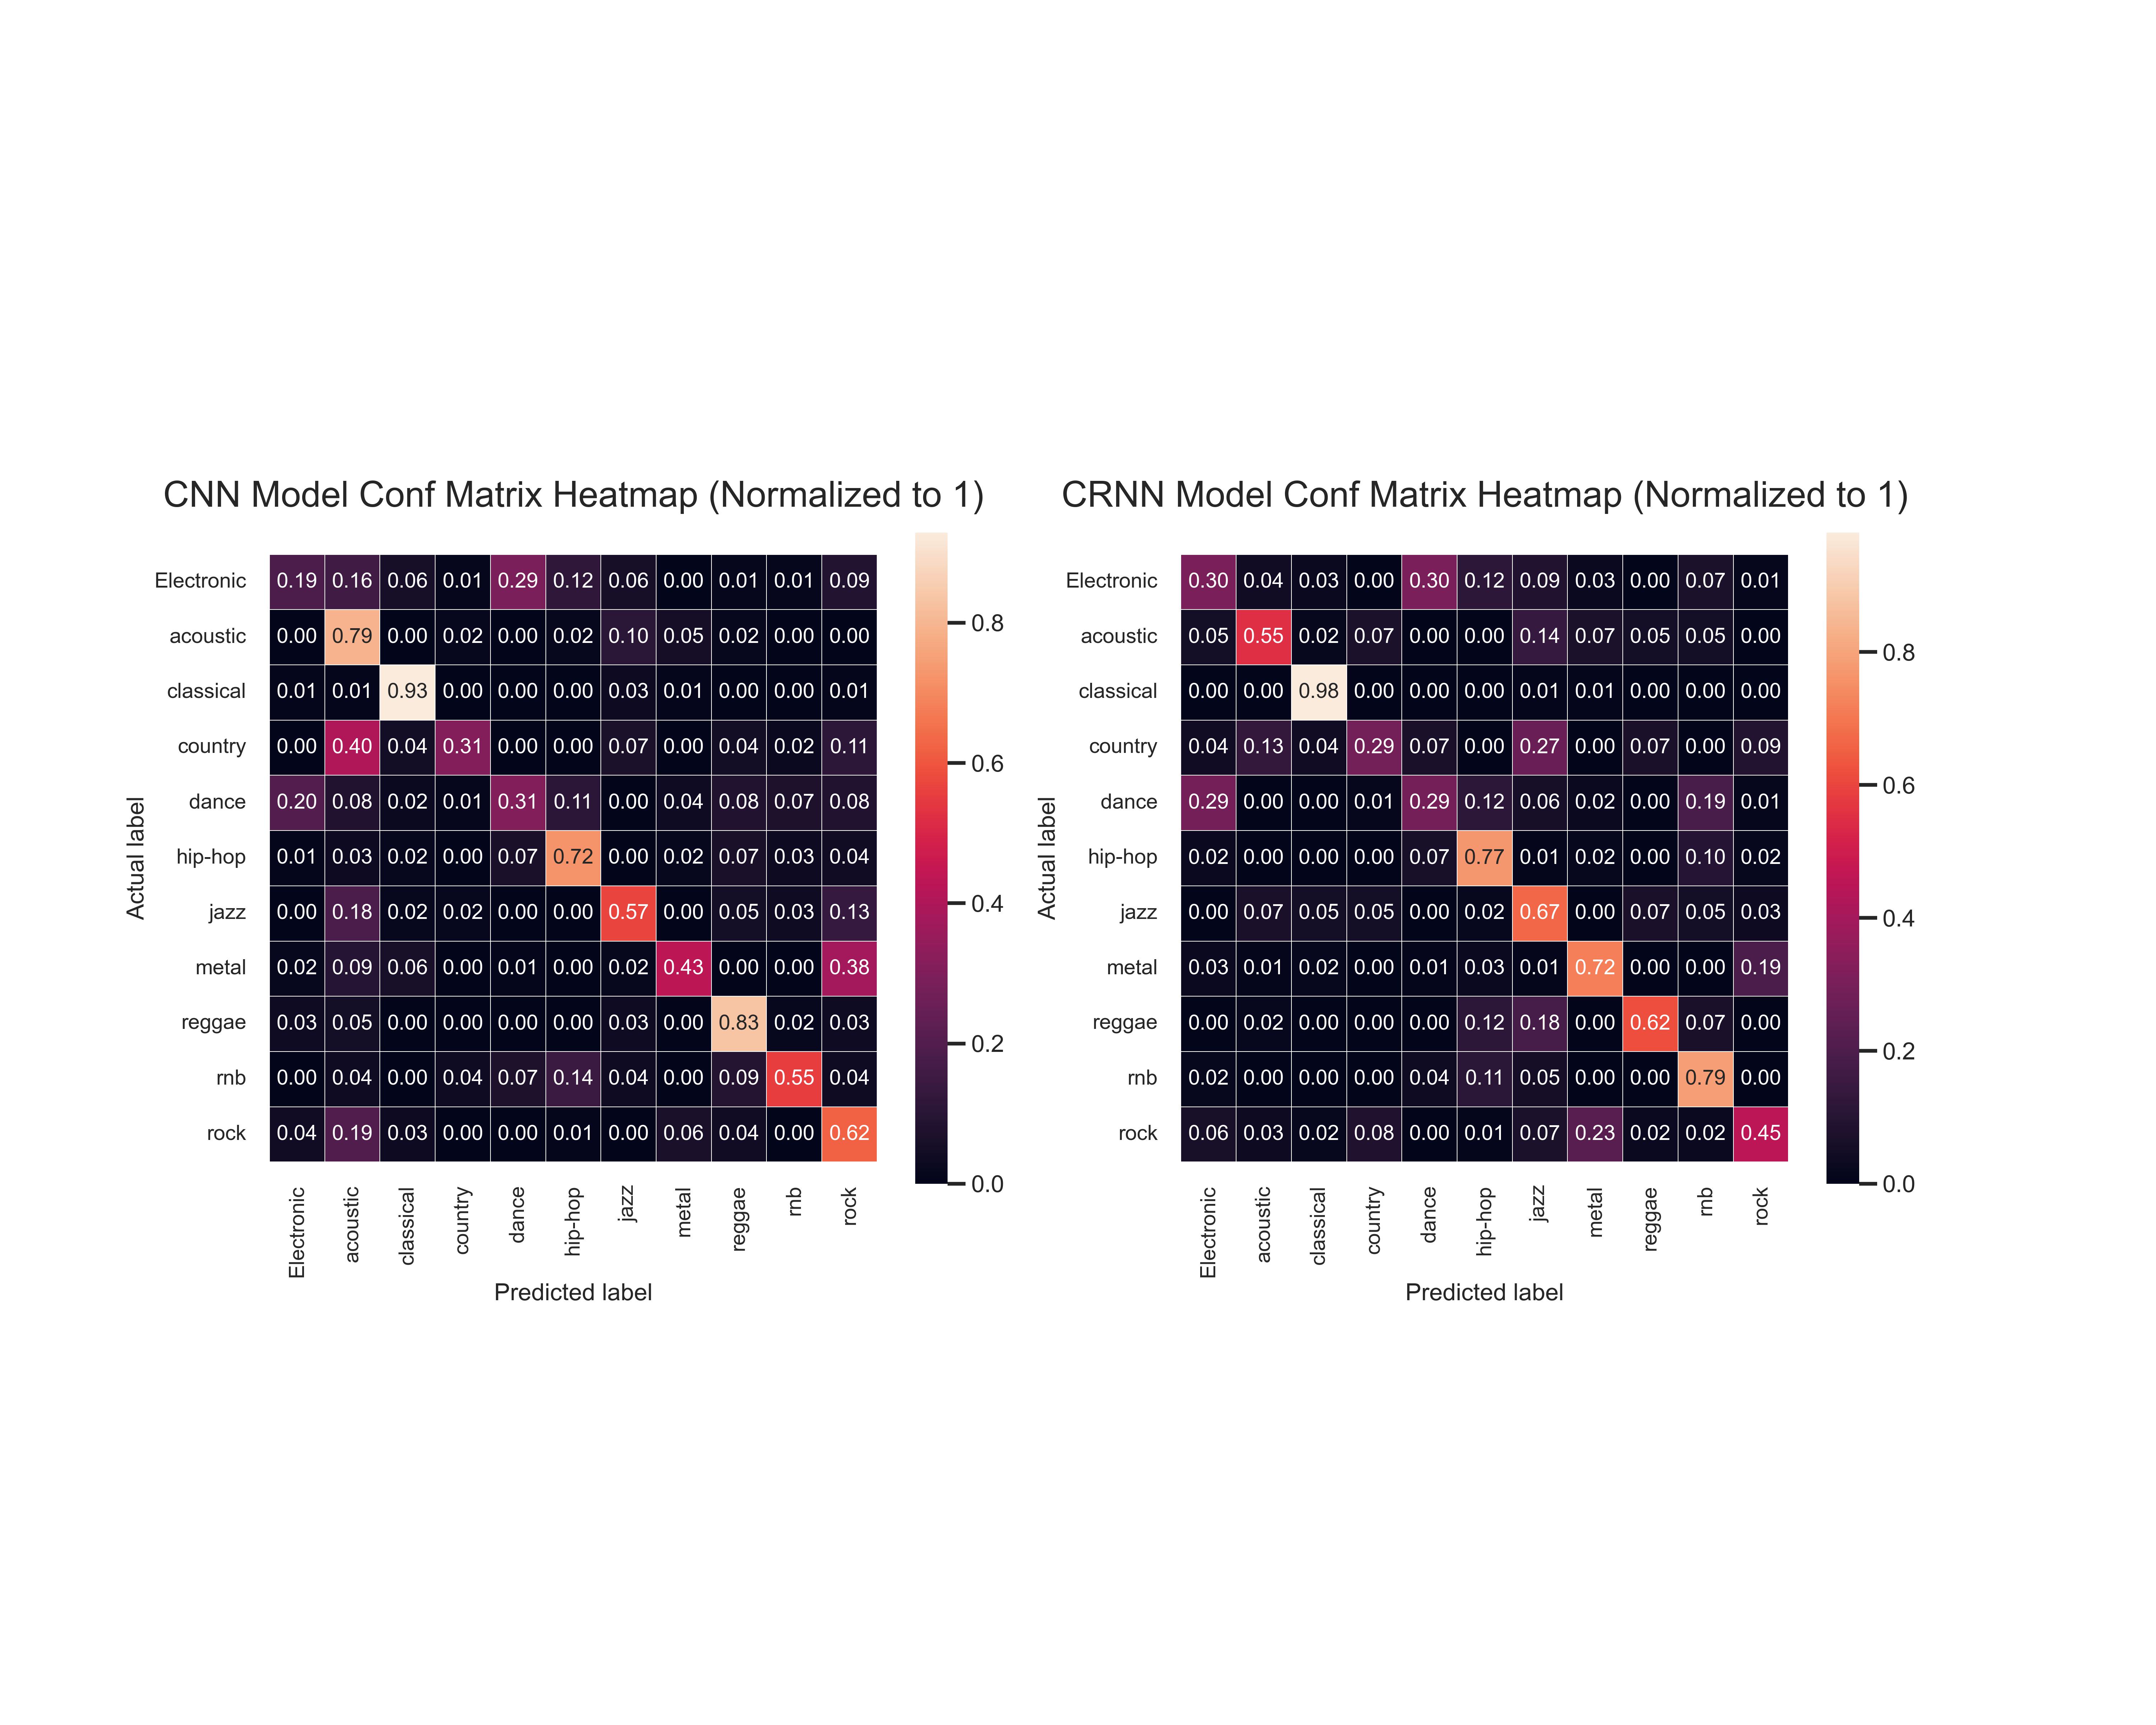 CNN Model Conf Matrix Heatmap (Normalized to 1)
Actual label
Electronic 0.19 0.16 0.06 0.01 0.29 0.12 0.06 0.00 0.01 0.01 0.09
acoustic 0.00 0.79 0.00 0.02 0.00 0.02 0.10 0.05 0.02 0.00 0.00
classical 0.01 0.01 0.93 0.00 0.00 0.00 0.03 0.01 0.00 0.00 0.01
country 0.00 0.40 0.04 0.31 0.00 0.00 0.07 0.00 0.04 0.02 0.11
dance 0.20 0.08 0.02 0.01 0.31 0.11 0.00 0.04 0.08 0.07 0.08
hip-hop 0.01 0.03 0.02 0.00 0.07 0.72 0.00 0.02 0.07 0.03 0.04
jazz 0.00 0.18 0.02 0.02 0.00 0.00 0.57 0.00 0.05 0.03 0.13
metal 0.02 0.09 0.06 0.00 0.01 0.00 0.02 0.43 0.00 0.00 0.38
reggae 0.03 0.05 0.00 0.00 0.00 0.00 0.03 0.00 0.83 0.02 0.03
rnb 0.00 0.04 0.00 0.04 0.07 0.14 0.04 0.00 0.09 0.55 0.04
rock 0.04 0.19 0.03 0.00 0.00 0.01 0.00 0.06 0.04 0.00 0.62
Electronic acoustic classical country dance hip-hop jazz metal reggae rnb rock
Predicted label
0.8
0.6
0.4
0.2
0.0
CRNN Model Conf Matrix Heatmap (Normalized to 1)
Actual label
Electronic 0.30 0.04 0.03 0.00 0.30 0.12 0.09 0.03 0.00 0.07 0.01
acoustic 0.05 0.55 0.02 0.07 0.00 0.00 0.14 0.07 0.05 0.05 0.00
classical 0.00 0.00 0.98 0.00 0.00 0.00 0.01 0.01 0.00 0.00 0.00
country 0.04 0.13 0.04 0.29 0.07 0.00 0.27 0.00 0.07 0.00 0.09
dance 0.29 0.00 0.00 0.01 0.29 0.12 0.06 0.02 0.00 0.19 0.01
hip-hop 0.02 0.00 0.00 0.00 0.07 0.77 0.01 0.02 0.00 0.10 0.02
jazz 0.00 0.07 0.05 0.05 0.00 0.02 0.67 0.00 0.07 0.05 0.03
metal 0.03 0.01 0.02 0.00 0.01 0.03 0.01 0.72 0.00 0.00 0.19
reggae 0.00 0.02 0.00 0.00 0.00 0.12 0.18 0.00 0.62 0.07 0.00
rnb 0.02 0.00 0.00 0.00 0.04 0.11 0.05 0.00 0.00 0.79 0.00
rock 0.06 0.03 0.02 0.08 0.00 0.01 0.07 0.23 0.02 0.02 0.45
Electronic acoustic classical country dance hip-hop jazz metal reggae rnb rock
Predicted label
0.8
0.6
0.4
0.2
0.0